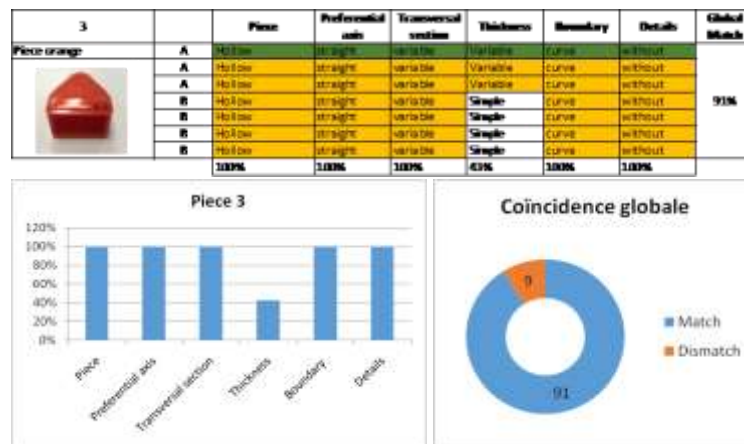 3 Piece Preferential axis Transversal section Thickness Boundary Details Global Match
Piece orange A Hollow straight variable Variable curve without
A Hollow straight variable Variable curve without
A Hollow straight variable Variable curve without
B Hollow straight variable Simple curve without
B Hollow straight variable Simple curve without
B Hollow straight variable Simple curve without
B Hollow straight variable Simple curve without
91%
100% 100% 100% 43% 100% 100%
Piece 3
120%
100%
80%
60%
40%
20%
0%
Piece
Preferential axis
Transversal section
Thickness
Boundary
Details
Coïncidence globale
9
91
Match
Dismatch